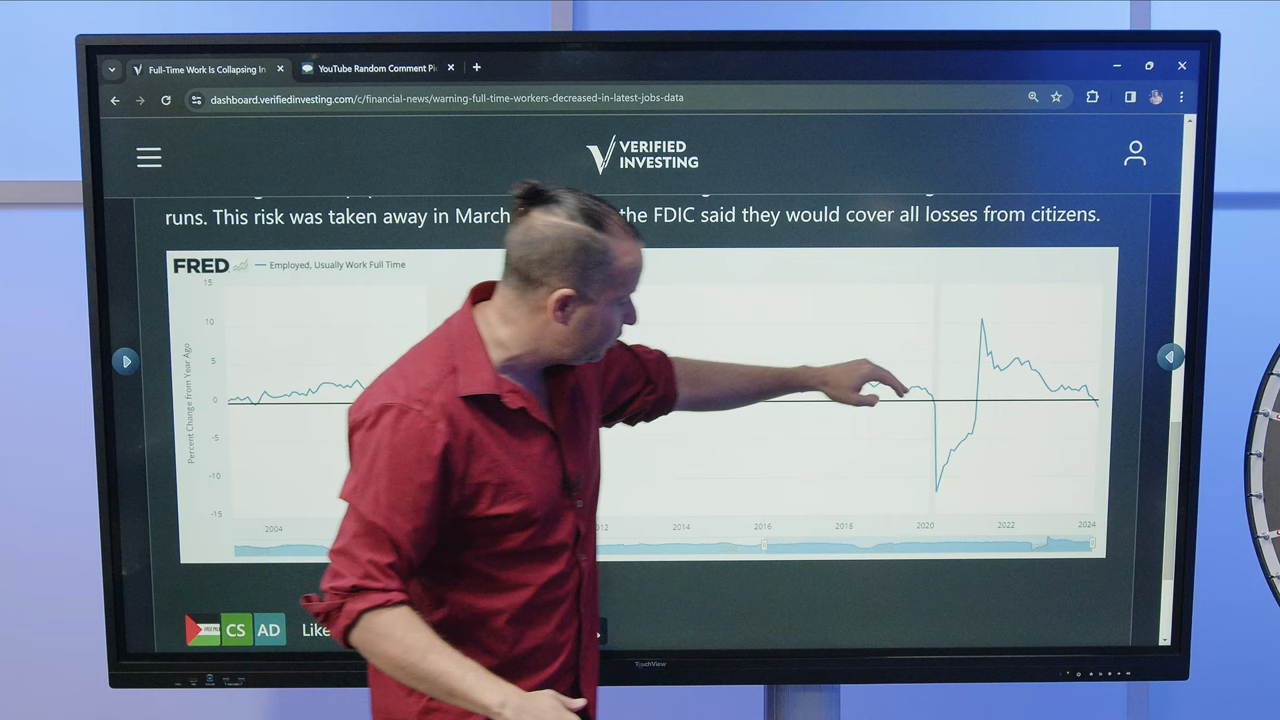 Full-Time Work Is Collapsing In
YouTube Random Comment Pi
dashboard.verifiedinvesting.com/c/financial-news/warning-full-time-workers-decreased-in-latest-jobs-data
VERIFIED
INVESTING
runs. This risk was taken away in March the FDIC said they would cover all losses from citizens.
FRED
Employed, Usually Work Full Time
15
10
5
0
-5
-10
-15
Percent Change from Year Ago
2004 012 2014 2016 2018 2020 2022 2024
CS AD Like
TouchView